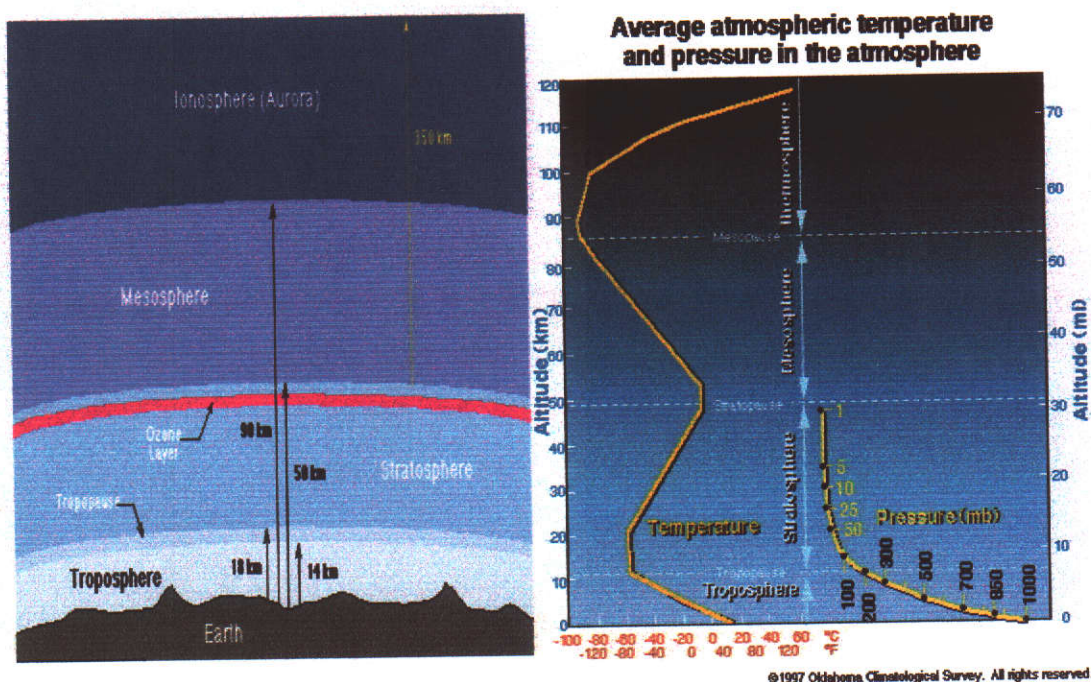 Ionosphere (Aurora)
350 km
Mesosphere
Ozone
Layer
90 km
50 km
Stratosphere
Tropopause
18 km
14 km
Troposphere
Earth
Average atmospheric temperature
and pressure in the atmosphere
Altitude (km)
120
110
100
90
80
70
60
50
40
30
20
10
0
Thermosphere
Mesopause
Mesosphere
Stratopause
Stratosphere
Tropopause
Troposphere
Temperature
Pressure (mb)
1
5
10
25
50
100
200
300
500
700
850
1000
Altitude (mi)
70
60
50
40
30
20
10
0
-100 -80 -60 -40 -20 0 20 40 60 °C
-120 -80 -40 0 40 80 120 °F
©1997 Oklahoma Climatological Survey. All rights reserved